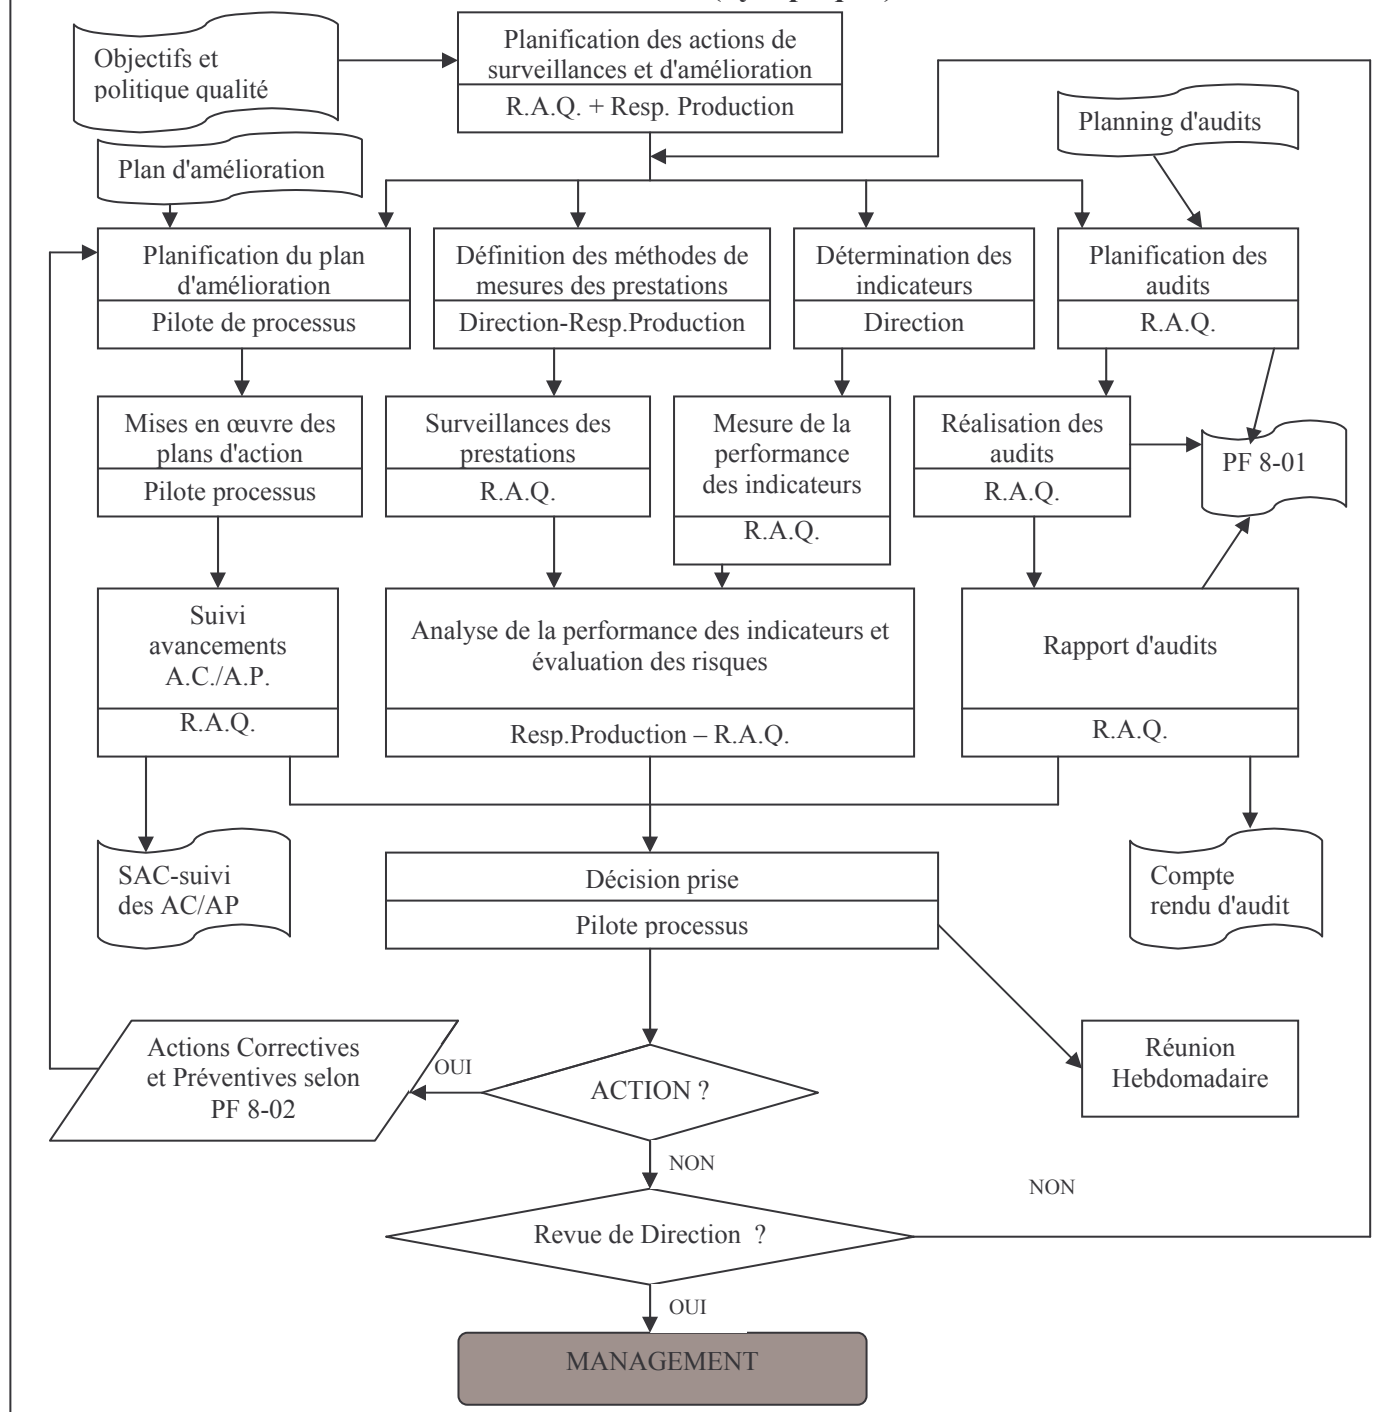 Objectifs et
politique qualité
Planification des actions de
surveillances et d'amélioration
R.A.Q. + Resp. Production
Planning d'audits
Plan d'amélioration
Planification du plan
d'amélioration
Pilote de processus
Définition des méthodes de
mesures des prestations
Direction-Resp.Production
Détermination des
indicateurs
Direction
Planification des
audits
R.A.Q.
Mises en œuvre des
plans d'action
Pilote processus
Surveillances des
prestations
R.A.Q.
Mesure de la
performance
des indicateurs
R.A.Q.
Réalisation des
audits
R.A.Q.
PF 8-01
Suivi
avancements
A.C./A.P.
R.A.Q.
Analyse de la performance des indicateurs et
évaluation des risques
Resp.Production – R.A.Q.
Rapport d'audits
R.A.Q.
SAC-suivi
des AC/AP
Décision prise
Pilote processus
Compte
rendu d'audit
Actions Correctives
et Préventives selon
PF 8-02
OUI
ACTION ?
Réunion
Hebdomadaire
NON
NON
Revue de Direction ?
OUI
MANAGEMENT